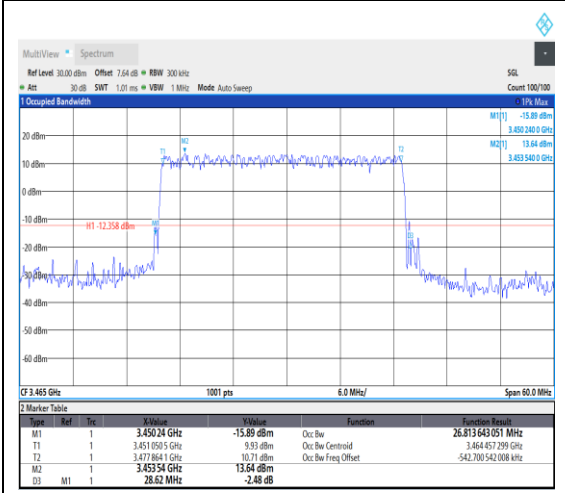 MultiView Spectrum
Ref Level 30.00 dBm Offset 7.64 dB RBW 300 kHz SGL
Att 30 dB SWT 1.01 ms VBW 1 MHz Mode Auto Sweep Count 100/100
1 Occupied Bandwidth 1Pk Max
M1[1] -15.89 dBm
3.450 240 0 GHz
M2[1] 13.64 dBm
3.453 540 0 GHz
20 dBm
T1 M2 T2
10 dBm
0 dBm
-10 dBm
H1 -12.358 dBm M1
D3
-20 dBm
-30 dBm
-40 dBm
-50 dBm
-60 dBm
CF 3.465 GHz 1001 pts 6.0 MHz/ Span 60.0 MHz
2 Marker Table
Type Ref Trc X-Value Y-Value Function Function Result
M1 1 3.45024 GHz -15.89 dBm Occ Bw 26.813 643 051 MHz
T1 1 3.451 050 5 GHz 9.93 dBm Occ Bw Centroid 3.464 457 299 GHz
T2 1 3.477 864 1 GHz 10.71 dBm Occ Bw Freq Offset -542.700 542 008 kHz
M2 1 3.45354 GHz 13.64 dBm
D3 M1 1 28.62 MHz -2.48 dB